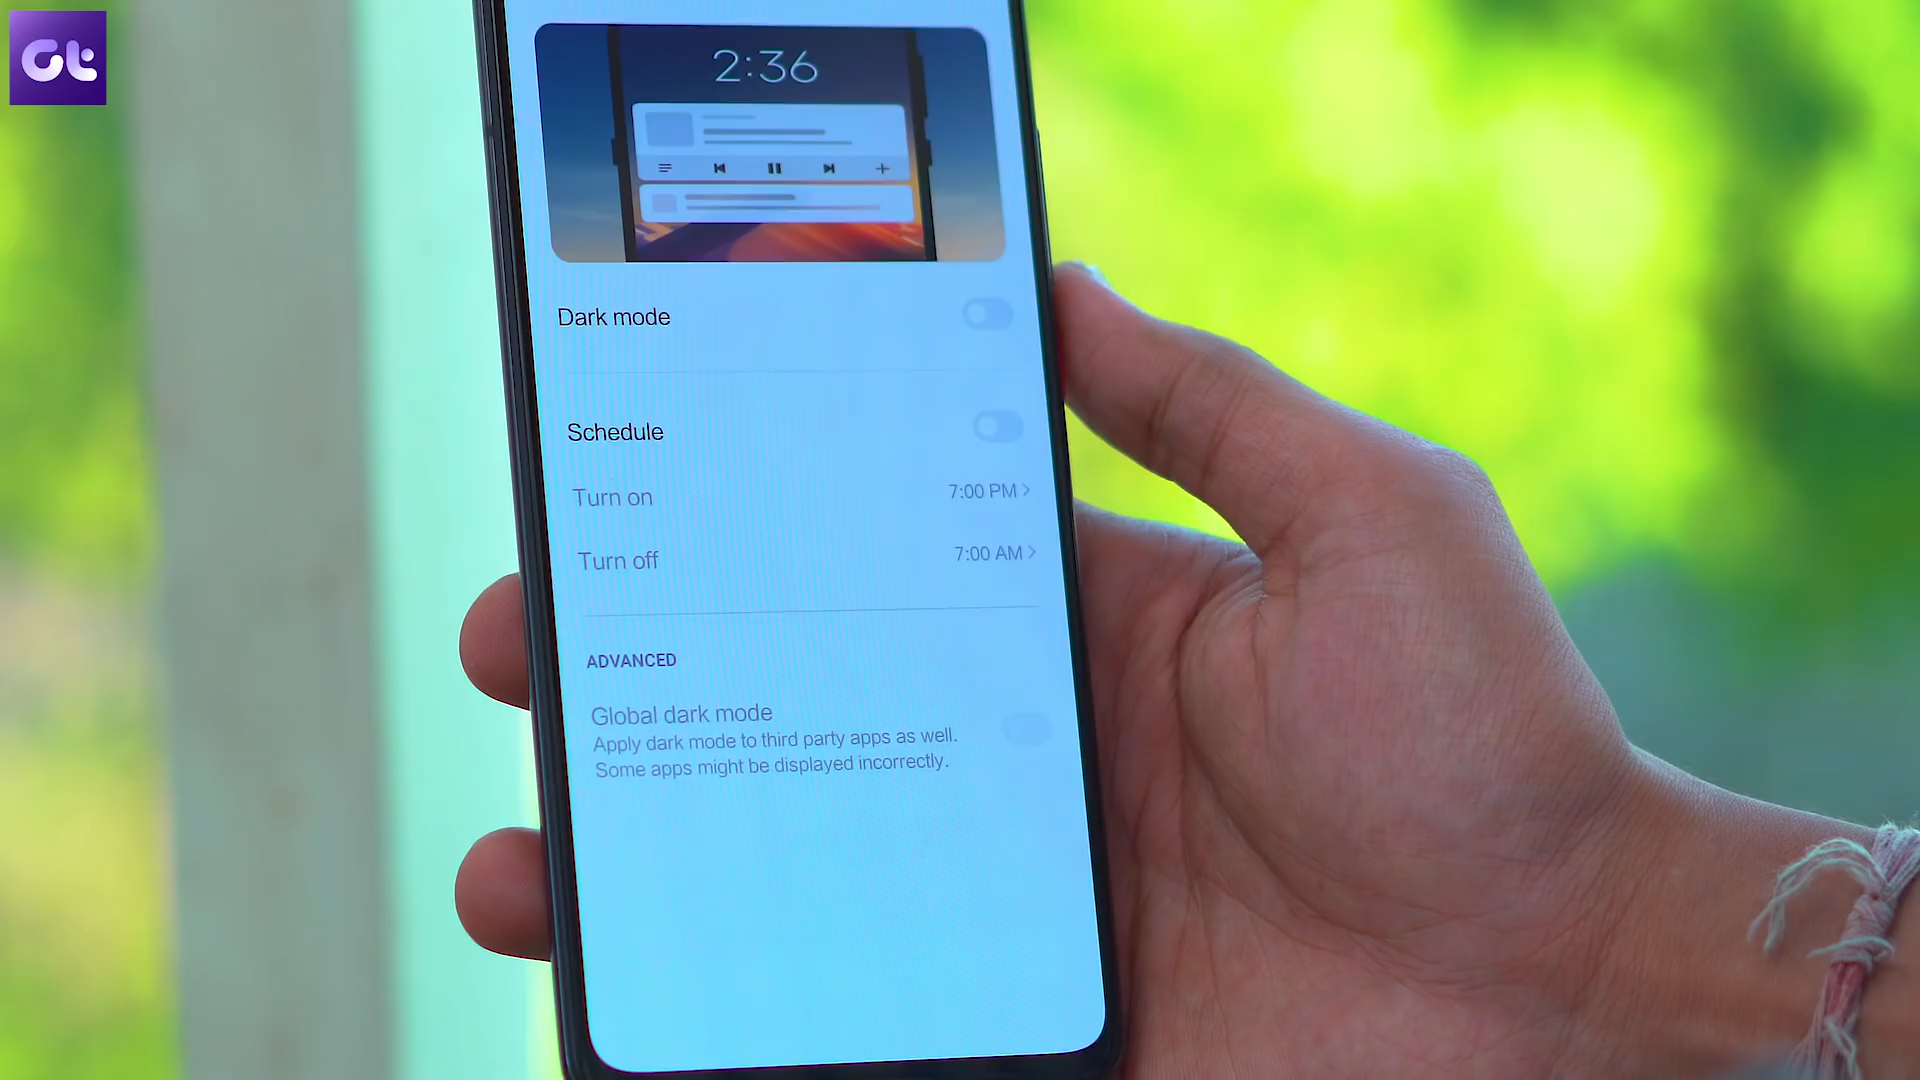 Gt
2:36
Dark mode
Schedule
Turn on 7:00 PM >
Turn off 7:00 AM >
ADVANCED
Global dark mode
Apply dark mode to third party apps as well.
Some apps might be displayed incorrectly.